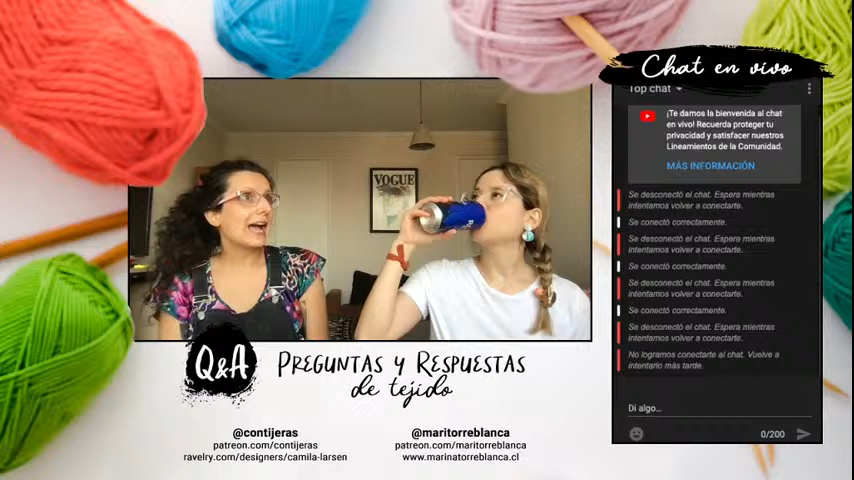 Chat en vivo
Top chat
¡Te damos la bienvenida al chat
en vivo! Recuerda proteger tu
privacidad y satisfacer nuestros
Lineamientos de la Comunidad.
MÁS INFORMACIÓN
Se desconectó el chat. Espera mientras
intentamos volver a conectarte.
Se conectó correctamente.
Se desconectó el chat. Espera mientras
intentamos volver a conectarte.
Se conectó correctamente.
Se desconectó el chat. Espera mientras
intentamos volver a conectarte.
Se conectó correctamente.
Se desconectó el chat. Espera mientras
intentamos volver a conectarte.
No logramos conectarte al chat. Vuelve a
intentarlo más tarde.
Di algo...
0/200
VOGUE
Q&A
PREGUNTAS Y RESPUESTAS
de tejido
@contijeras
patreon.com/contijeras
ravelry.com/designers/camila-larsen
@maritorreblanca
patreon.com/maritorreblanca
www.marinatorreblanca.cl